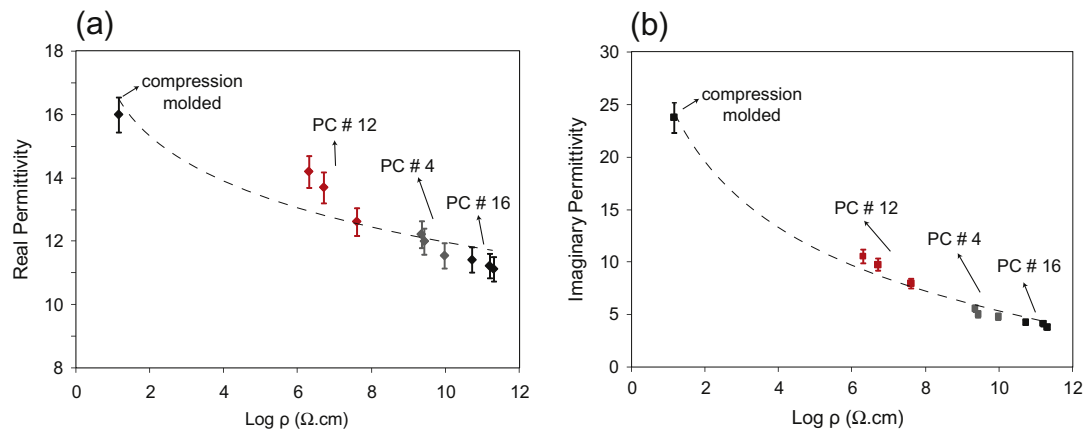 (a)
18
16
14
12
10
8
Real Permittivity
compression
molded
PC # 12
PC # 4
PC # 16
0
2
4
6
8
10
12
Log ρ (Ω.cm)
(b)
30
25
20
15
10
5
0
Imaginary Permittivity
compression
molded
PC # 12
PC # 4
PC # 16
0
2
4
6
8
10
12
Log ρ (Ω.cm)